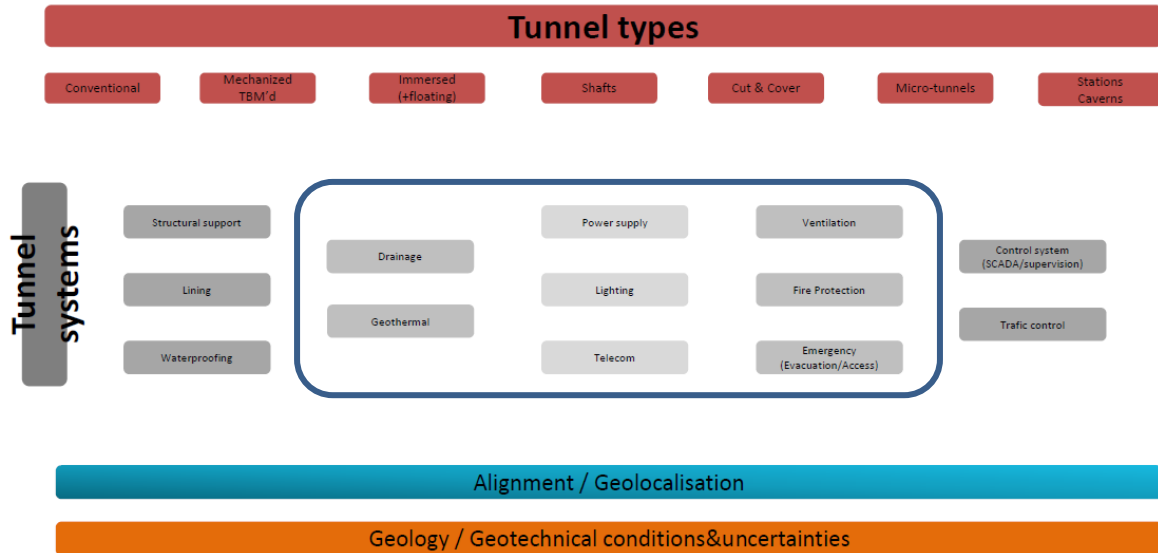 Tunnel types
Conventional
Mechanized
TBM'd
Immersed
(+floating)
Shafts
Cut & Cover
Micro-tunnels
Stations
Caverns
Tunnel
systems
Structural support
Lining
Waterproofing
Drainage
Geothermal
Power supply
Lighting
Telecom
Ventilation
Fire Protection
Emergency
(Evacuation/Access)
Control system
(SCADA/supervision)
Trafic control
Alignment / Geolocalisation
Geology / Geotechnical conditions&uncertainties